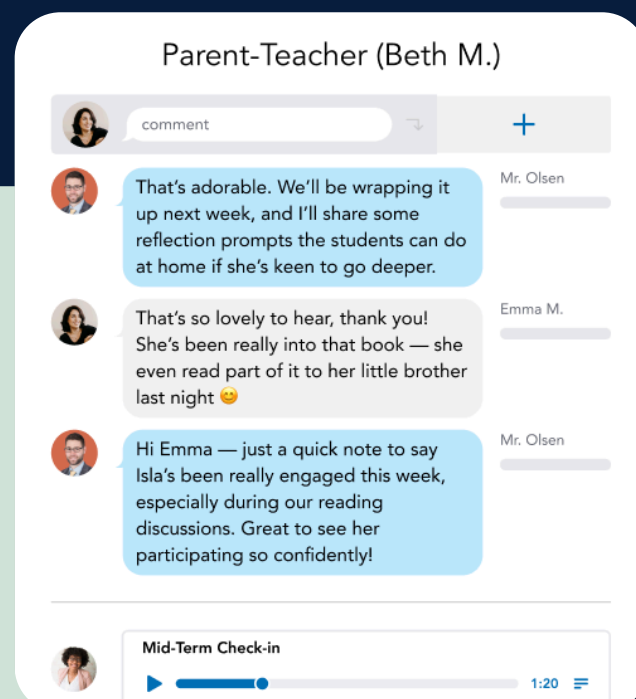 Parent-Teacher (Beth M.)
comment
That’s adorable. We’ll be wrapping it
up next week, and I’ll share some
reflection prompts the students can do
at home if she’s keen to go deeper.
Mr. Olsen
That’s so lovely to hear, thank you!
She’s been really into that book — she
even read part of it to her little brother
last night 😊
Emma M.
Hi Emma — just a quick note to say
Isla’s been really engaged this week,
especially during our reading
discussions. Great to see her
participating so confidently!
Mr. Olsen
Mid-Term Check-in
1:20